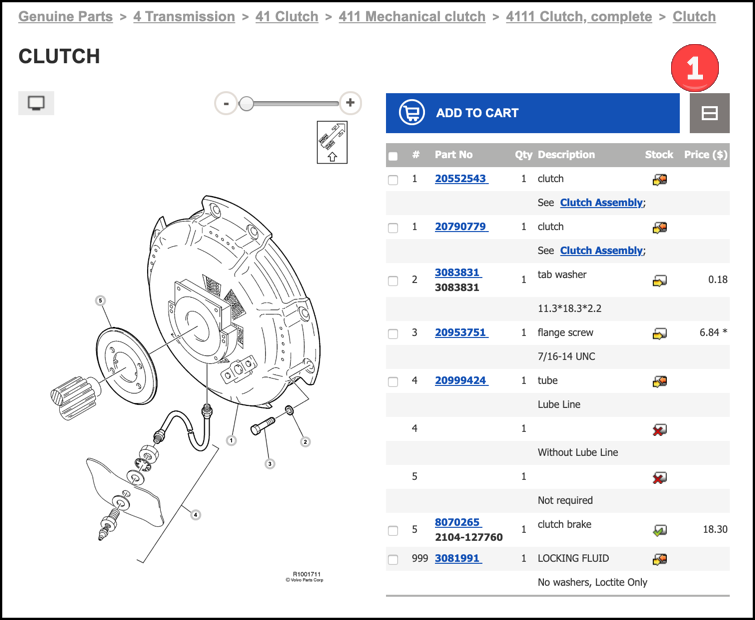 Genuine Parts > 4 Transmission > 41 Clutch > 411 Mechanical clutch > 4111 Clutch, complete > Clutch
CLUTCH
1
- +
ADD TO CART
# Part No Qty Description Stock Price ($)
1 20552543 1 clutch
See Clutch Assembly;
1 20790779 1 clutch
See Clutch Assembly;
2 3083831 1 tab washer 0.18
3083831
11.3*18.3*2.2
3 20953751 1 flange screw 6.84 *
7/16-14 UNC
4 20999424 1 tube
Lube Line
4 1
Without Lube Line
5 1
Not required
5 8070265 1 clutch brake 18.30
2104-127760
999 3081991 1 LOCKING FLUID
No washers, Loctite Only
5
1
2
3
4
R1001711
© Volvo Parts Corp